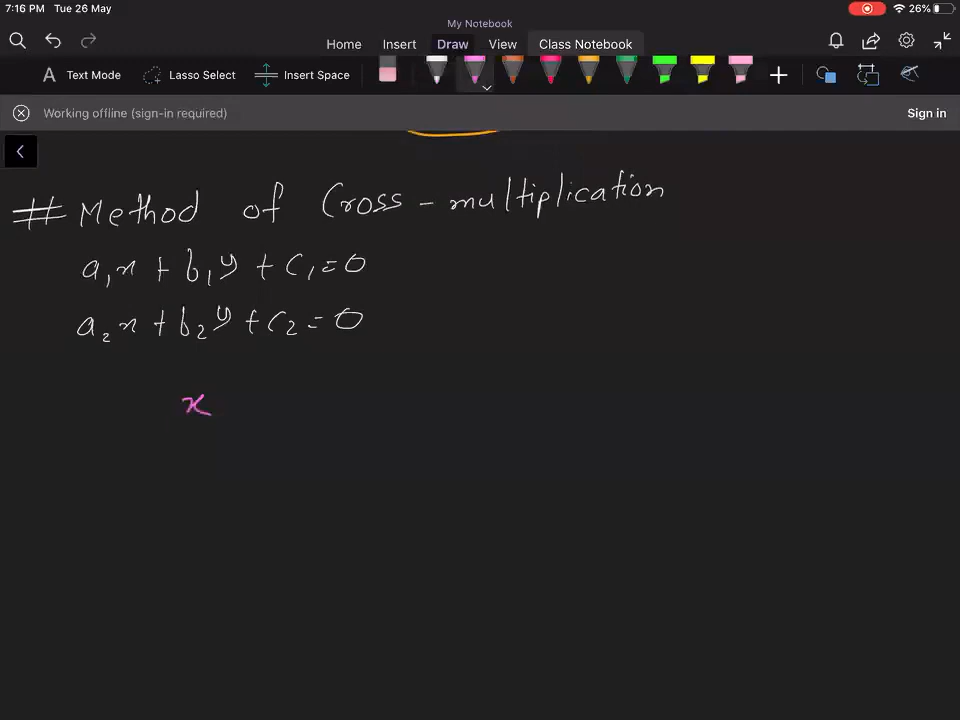 7:16 PM Tue 26 May 26%
My Notebook
Home Insert Draw View Class Notebook
Text Mode Lasso Select Insert Space
Working offline (sign-in required) Sign in
# Method of Cross-multiplication
a₁x + b₁y + c₁ = 0
a₂x + b₂y + c₂ = 0
x